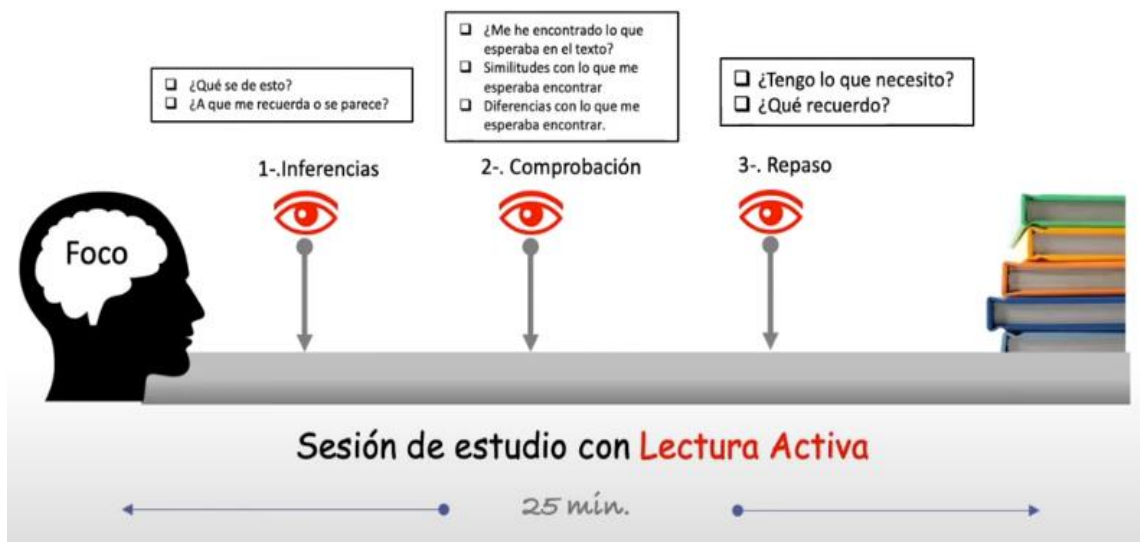 ❑ ¿Qué se de esto?
❑ ¿A que me recuerda o se parece?
❑ ¿Me he encontrado lo que
esperaba en el texto?
❑ Similitudes con lo que me
esperaba encontrar
❑ Diferencias con lo que me
esperaba encontrar.
❑ ¿Tengo lo que necesito?
❑ ¿Qué recuerdo?
1-.Inferencias
2-. Comprobación
3-. Repaso
Foco
Sesión de estudio con Lectura Activa
25 min.